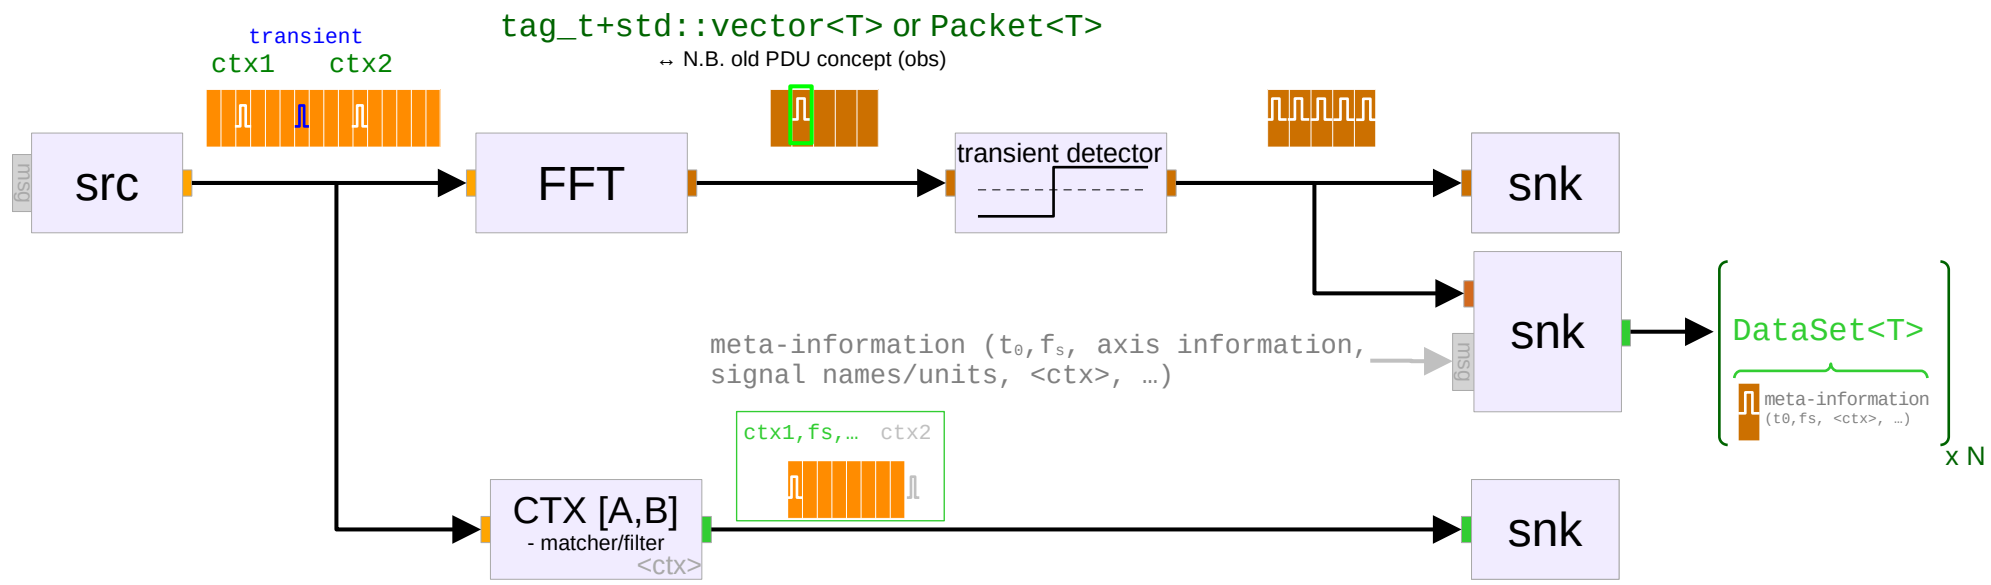 tag_t+std::vector<T> or Packet<T>
↔ N.B. old PDU concept (obs)
transient
ctx1 ctx2
msg
src
FFT
transient detector
snk
meta-information (t₀,fₛ, axis information,
signal names/units, <ctx>, …)
msg
snk
DataSet<T>
meta-information
(t0,fs, <ctx>, …)
x N
ctx1,fs,… ctx2
CTX [A,B]
- matcher/filter
<ctx>
snk